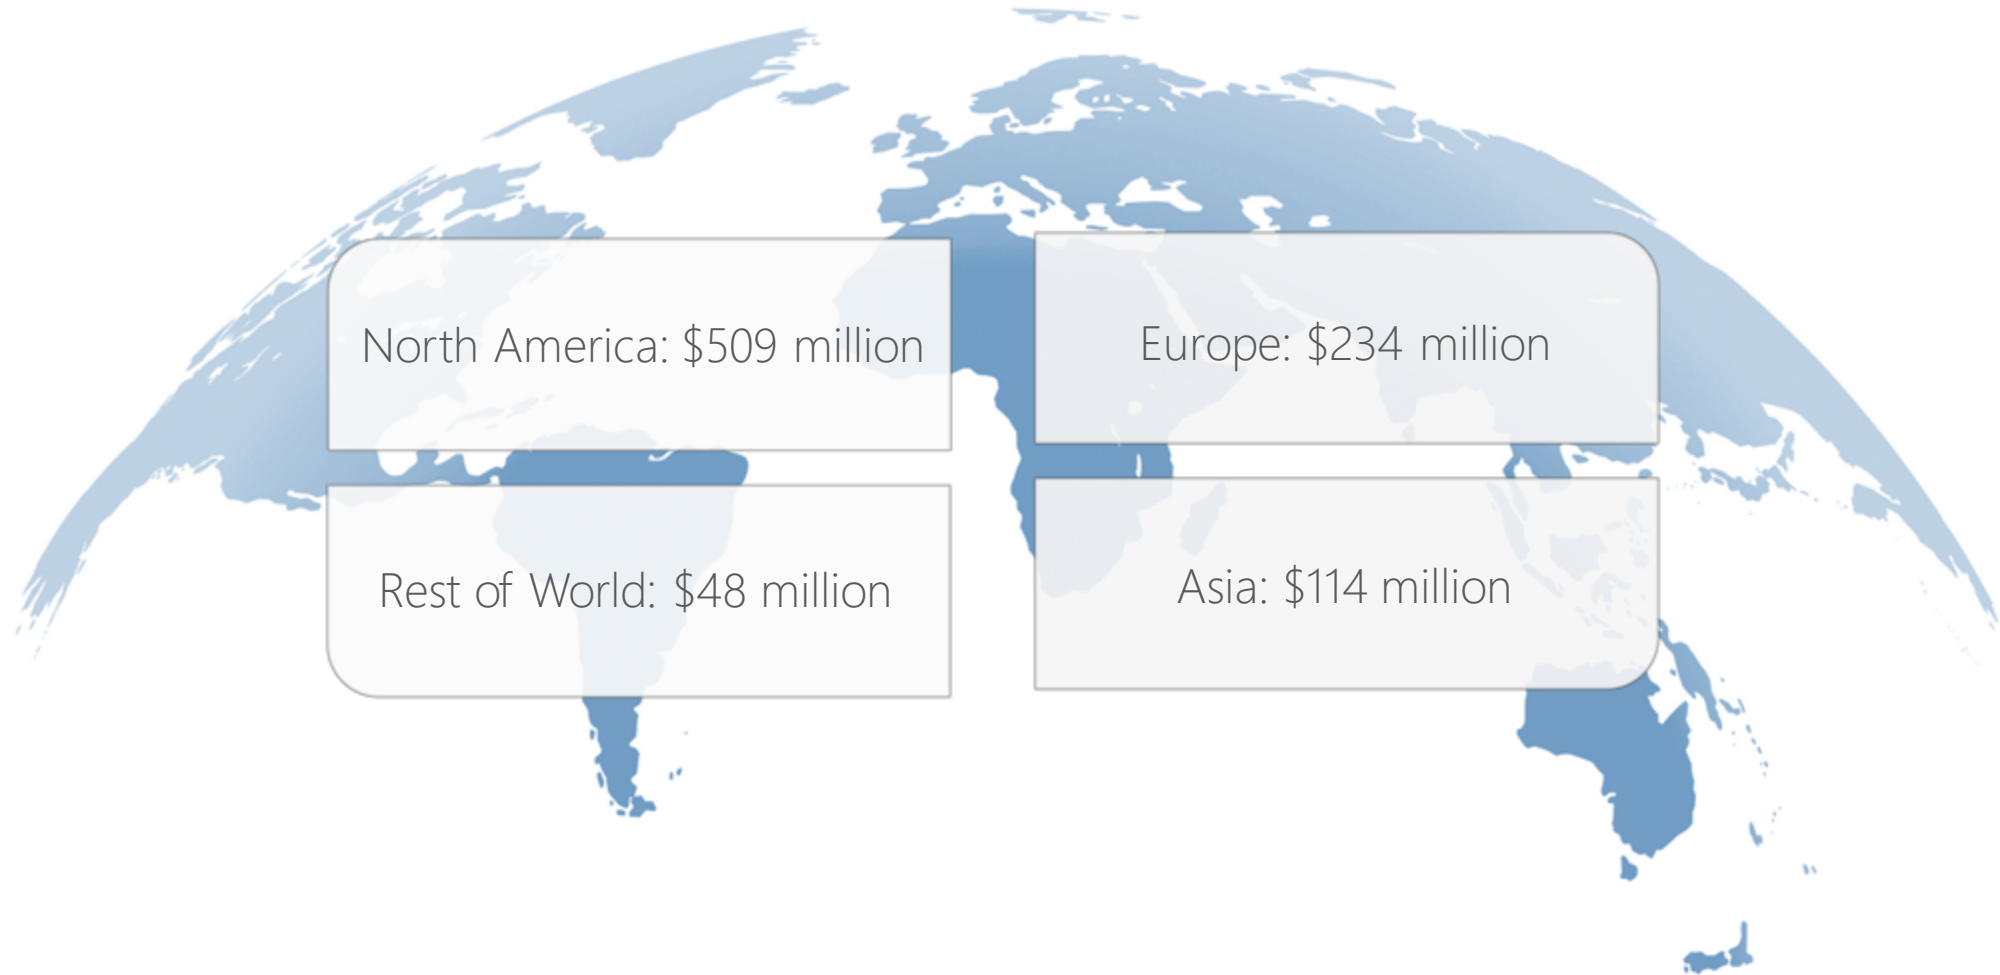 North America: $509 million
Europe: $234 million
Rest of World: $48 million
Asia: $114 million